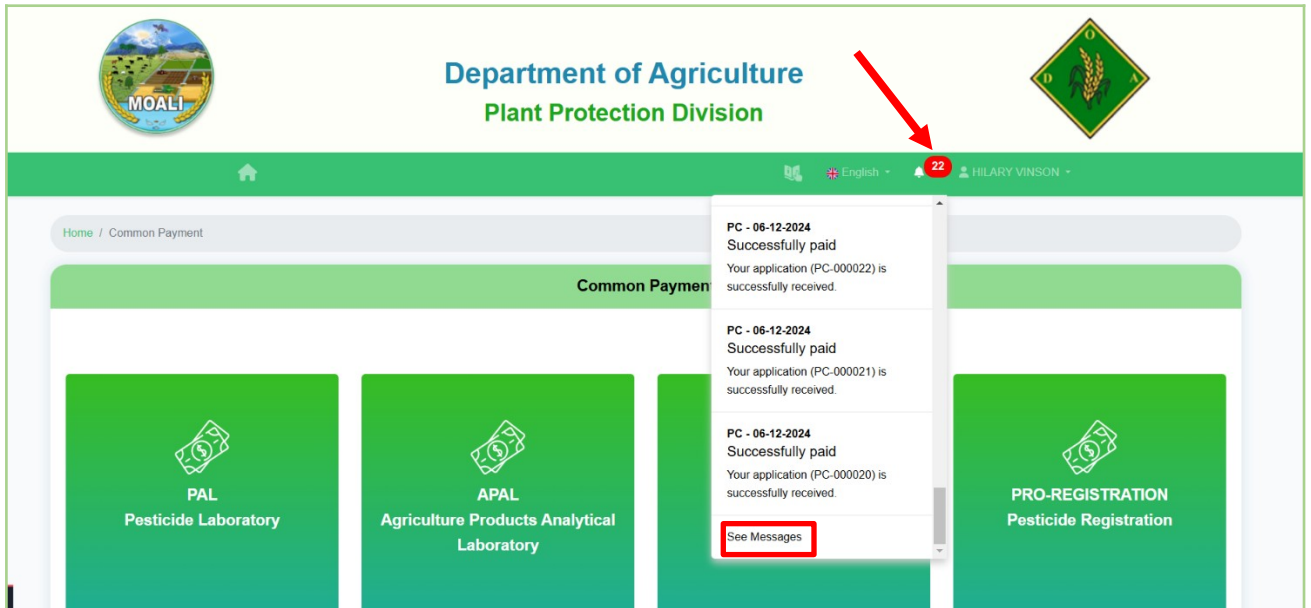 MOALI
Department of Agriculture
Plant Protection Division
D O A
English
22
HILARY VINSON
Home / Common Payment
Common Paymen
PC - 06-12-2024
Successfully paid
Your application (PC-000022) is
successfully received.
PC - 06-12-2024
Successfully paid
Your application (PC-000021) is
successfully received.
PC - 06-12-2024
Successfully paid
Your application (PC-000020) is
successfully received.
See Messages
PAL
Pesticide Laboratory
APAL
Agriculture Products Analytical
Laboratory
PRO-REGISTRATION
Pesticide Registration